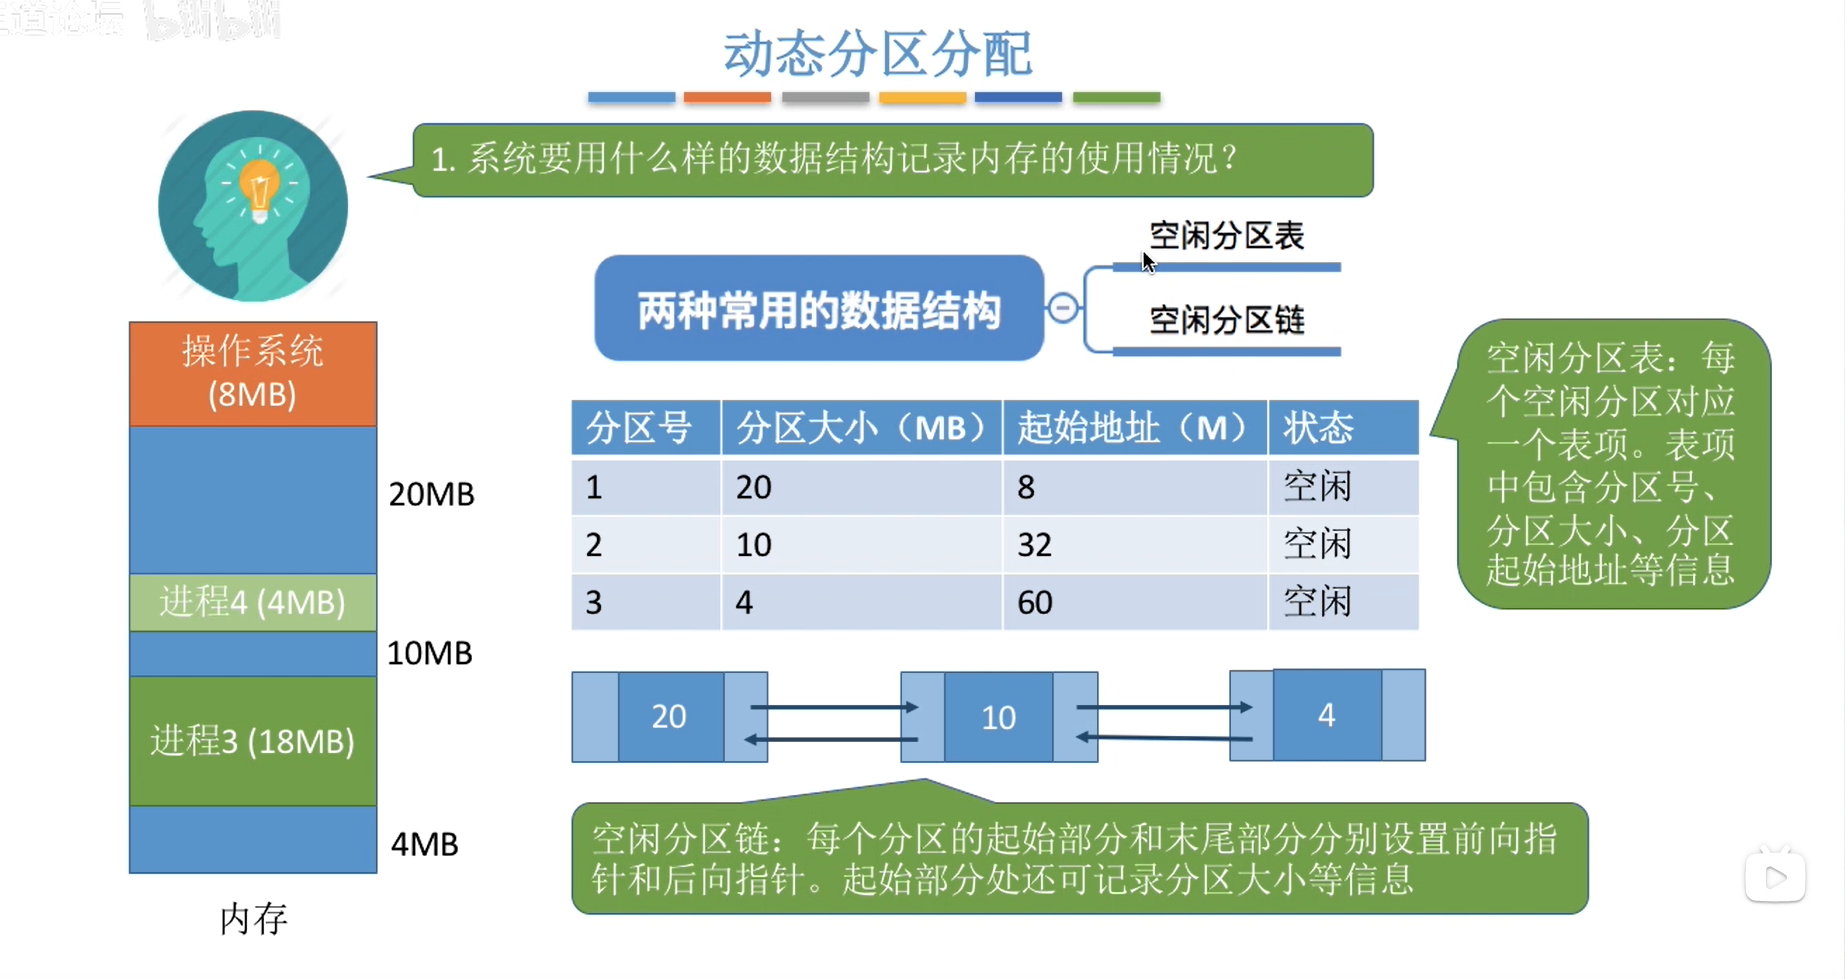 bilibili
动态分区分配
1. 系统要用什么样的数据结构记录内存的使用情况？
两种常用的数据结构
空闲分区表
空闲分区链
操作系统
(8MB)
20MB
进程4 (4MB)
10MB
进程3 (18MB)
4MB
内存
分区号 分区大小（MB） 起始地址（M） 状态
1 20 8 空闲
2 10 32 空闲
3 4 60 空闲
空闲分区表：每
个空闲分区对应
一个表项。表项
中包含分区号、
分区大小、分区
起始地址等信息
20 10 4
空闲分区链：每个分区的起始部分和末尾部分分别设置前向指
针和后向指针。起始部分处还可记录分区大小等信息